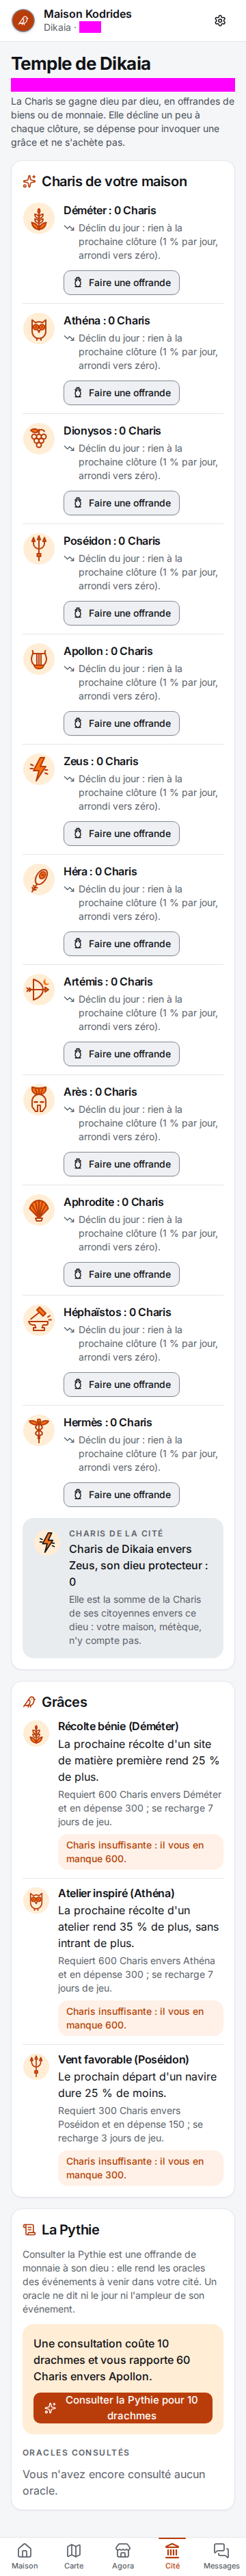 Maison Kodrides
Dikaia ·
Temple de Dikaia
La Charis se gagne dieu par dieu, en offrandes de
biens ou de monnaie. Elle décline un peu à
chaque clôture, se dépense pour invoquer une
grâce et ne s'achète pas.
Charis de votre maison
Déméter : 0 Charis
Déclin du jour : rien à la
prochaine clôture (1 % par jour,
arrondi vers zéro).
Faire une offrande
Athéna : 0 Charis
Déclin du jour : rien à la
prochaine clôture (1 % par jour,
arrondi vers zéro).
Faire une offrande
Dionysos : 0 Charis
Déclin du jour : rien à la
prochaine clôture (1 % par jour,
arrondi vers zéro).
Faire une offrande
Poséidon : 0 Charis
Déclin du jour : rien à la
prochaine clôture (1 % par jour,
arrondi vers zéro).
Faire une offrande
Apollon : 0 Charis
Déclin du jour : rien à la
prochaine clôture (1 % par jour,
arrondi vers zéro).
Faire une offrande
Zeus : 0 Charis
Déclin du jour : rien à la
prochaine clôture (1 % par jour,
arrondi vers zéro).
Faire une offrande
Héra : 0 Charis
Déclin du jour : rien à la
prochaine clôture (1 % par jour,
arrondi vers zéro).
Faire une offrande
Artémis : 0 Charis
Déclin du jour : rien à la
prochaine clôture (1 % par jour,
arrondi vers zéro).
Faire une offrande
Arès : 0 Charis
Déclin du jour : rien à la
prochaine clôture (1 % par jour,
arrondi vers zéro).
Faire une offrande
Aphrodite : 0 Charis
Déclin du jour : rien à la
prochaine clôture (1 % par jour,
arrondi vers zéro).
Faire une offrande
Héphaïstos : 0 Charis
Déclin du jour : rien à la
prochaine clôture (1 % par jour,
arrondi vers zéro).
Faire une offrande
Hermès : 0 Charis
Déclin du jour : rien à la
prochaine clôture (1 % par jour,
arrondi vers zéro).
Faire une offrande
CHARIS DE LA CITÉ
Charis de Dikaia envers
Zeus, son dieu protecteur :
0
Elle est la somme de la Charis
de ses citoyennes envers ce
dieu : votre maison, métèque,
n'y compte pas.
Grâces
Récolte bénie (Déméter)
La prochaine récolte d'un site
de matière première rend 25 %
de plus.
Requiert 600 Charis envers Déméter
et en dépense 300 ; se recharge 7
jours de jeu.
Charis insuffisante : il vous en
manque 600.
Atelier inspiré (Athéna)
La prochaine récolte d'un
atelier rend 35 % de plus, sans
intrant de plus.
Requiert 600 Charis envers Athéna
et en dépense 300 ; se recharge 7
jours de jeu.
Charis insuffisante : il vous en
manque 600.
Vent favorable (Poséidon)
Le prochain départ d'un navire
dure 25 % de moins.
Requiert 300 Charis envers
Poséidon et en dépense 150 ; se
recharge 3 jours de jeu.
Charis insuffisante : il vous en
manque 300.
La Pythie
Consulter la Pythie est une offrande de
monnaie à son dieu : elle rend les oracles
des événements à venir dans votre cité. Un
oracle ne dit ni le jour ni l'ampleur de son
événement.
Une consultation coûte 10
drachmes et vous rapporte 60
Charis envers Apollon.
Consulter la Pythie pour 10
drachmes
ORACLES CONSULTÉS
Vous n'avez encore consulté aucun
oracle.
Maison
Carte
Agora
Cité
Messages